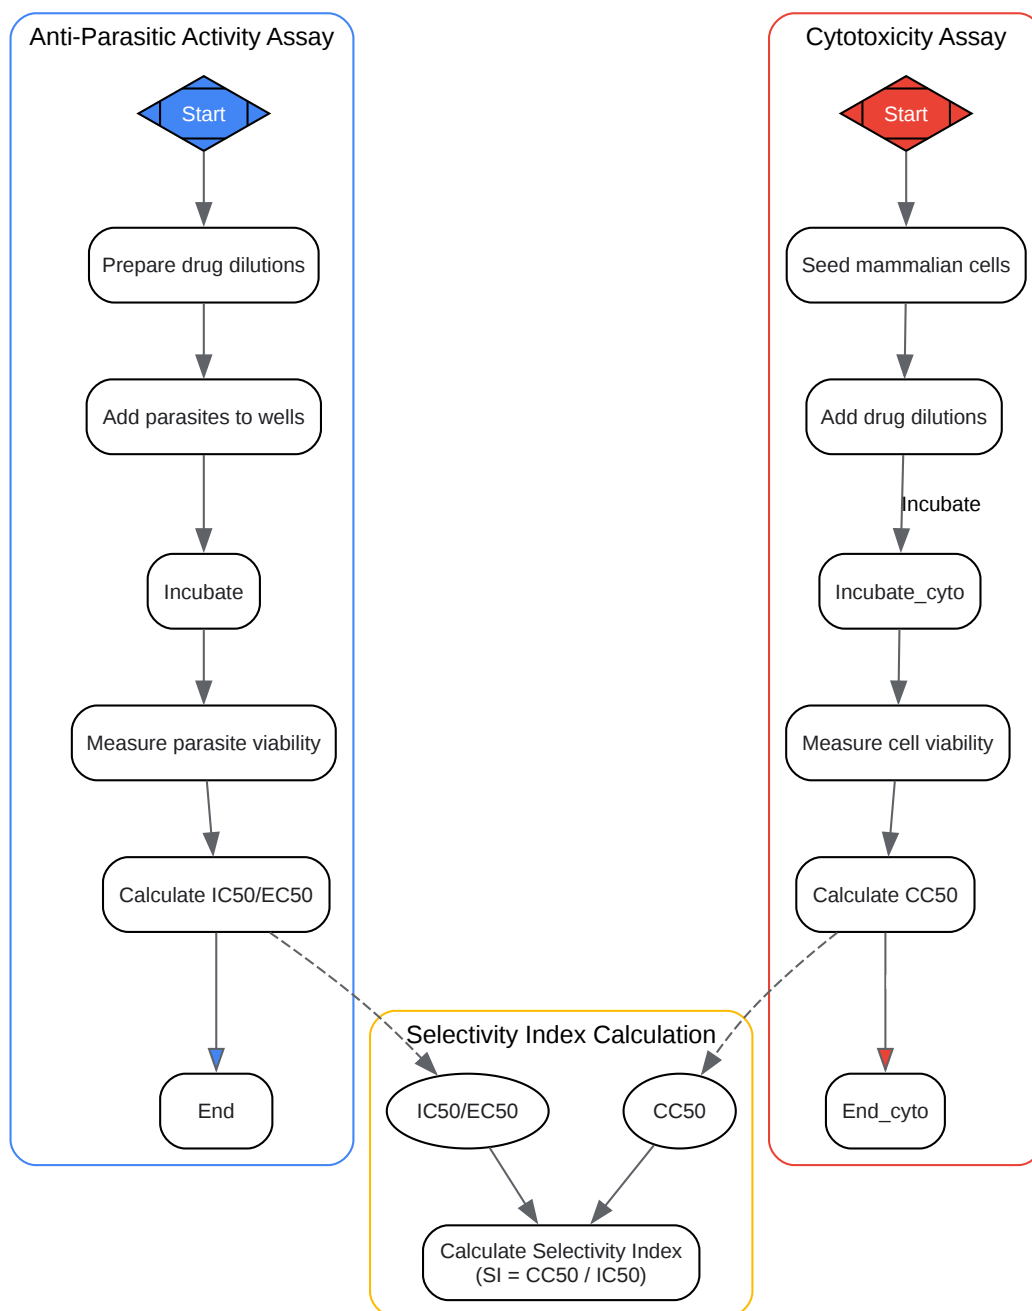 Anti-Parasitic Activity Assay
Start
Prepare drug dilutions
Add parasites to wells
Incubate
Measure parasite viability
Calculate IC50/EC50
End
Cytotoxicity Assay
Start
Seed mammalian cells
Add drug dilutions
Incubate
Incubate_cyto
Measure cell viability
Calculate CC50
End_cyto
Selectivity Index Calculation
IC50/EC50
CC50
Calculate Selectivity Index
(SI = CC50 / IC50)